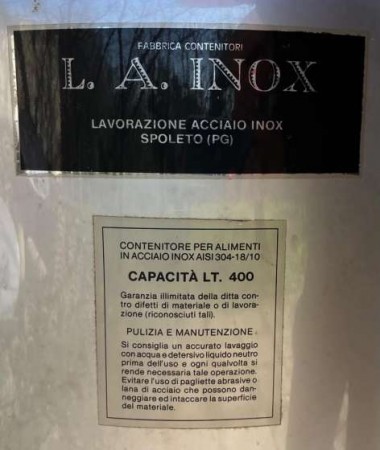 FABBRICA CONTENITORI
L. A. INOX
LAVORAZIONE ACCIAIO INOX
SPOLETO (PG)
CONTENITORE PER ALIMENTI
IN ACCIAIO INOX AISI 304-18/10
CAPACITÀ LT. 400
Garanzia illimitata della ditta con-
tro difetti di materiale o di lavora-
zione (riconosciuti tali).
PULIZIA E MANUTENZIONE
Si consiglia un accurato lavaggio
con acqua e detersivo liquido neutro
prima dell'uso e ogni qualvolta si
rende necessaria tale operazione.
Evitare l'uso di pagliette abrasive o
lana di acciaio che possono dan-
neggiare ed intaccare la superficie
del materiale.